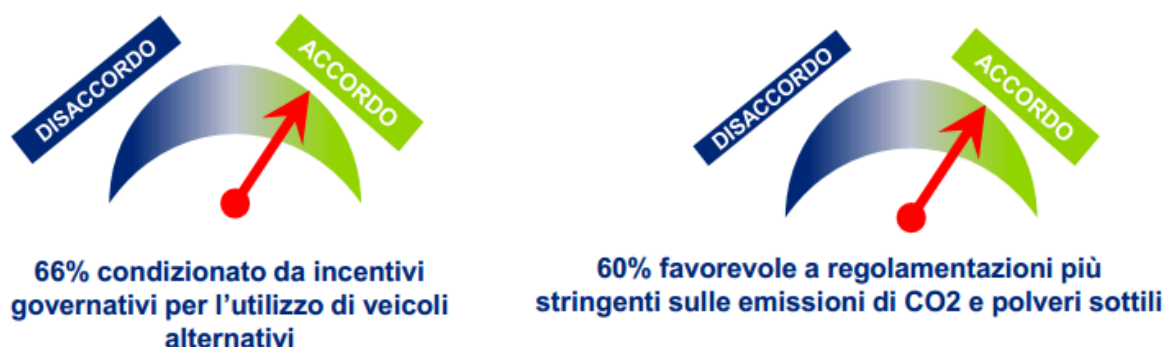 DISACCORDO
ACCORDO
66% condizionato da incentivi
governativi per l'utilizzo di veicoli
alternativi
DISACCORDO
ACCORDO
60% favorevole a regolamentazioni più
stringenti sulle emissioni di CO2 e polveri sottili